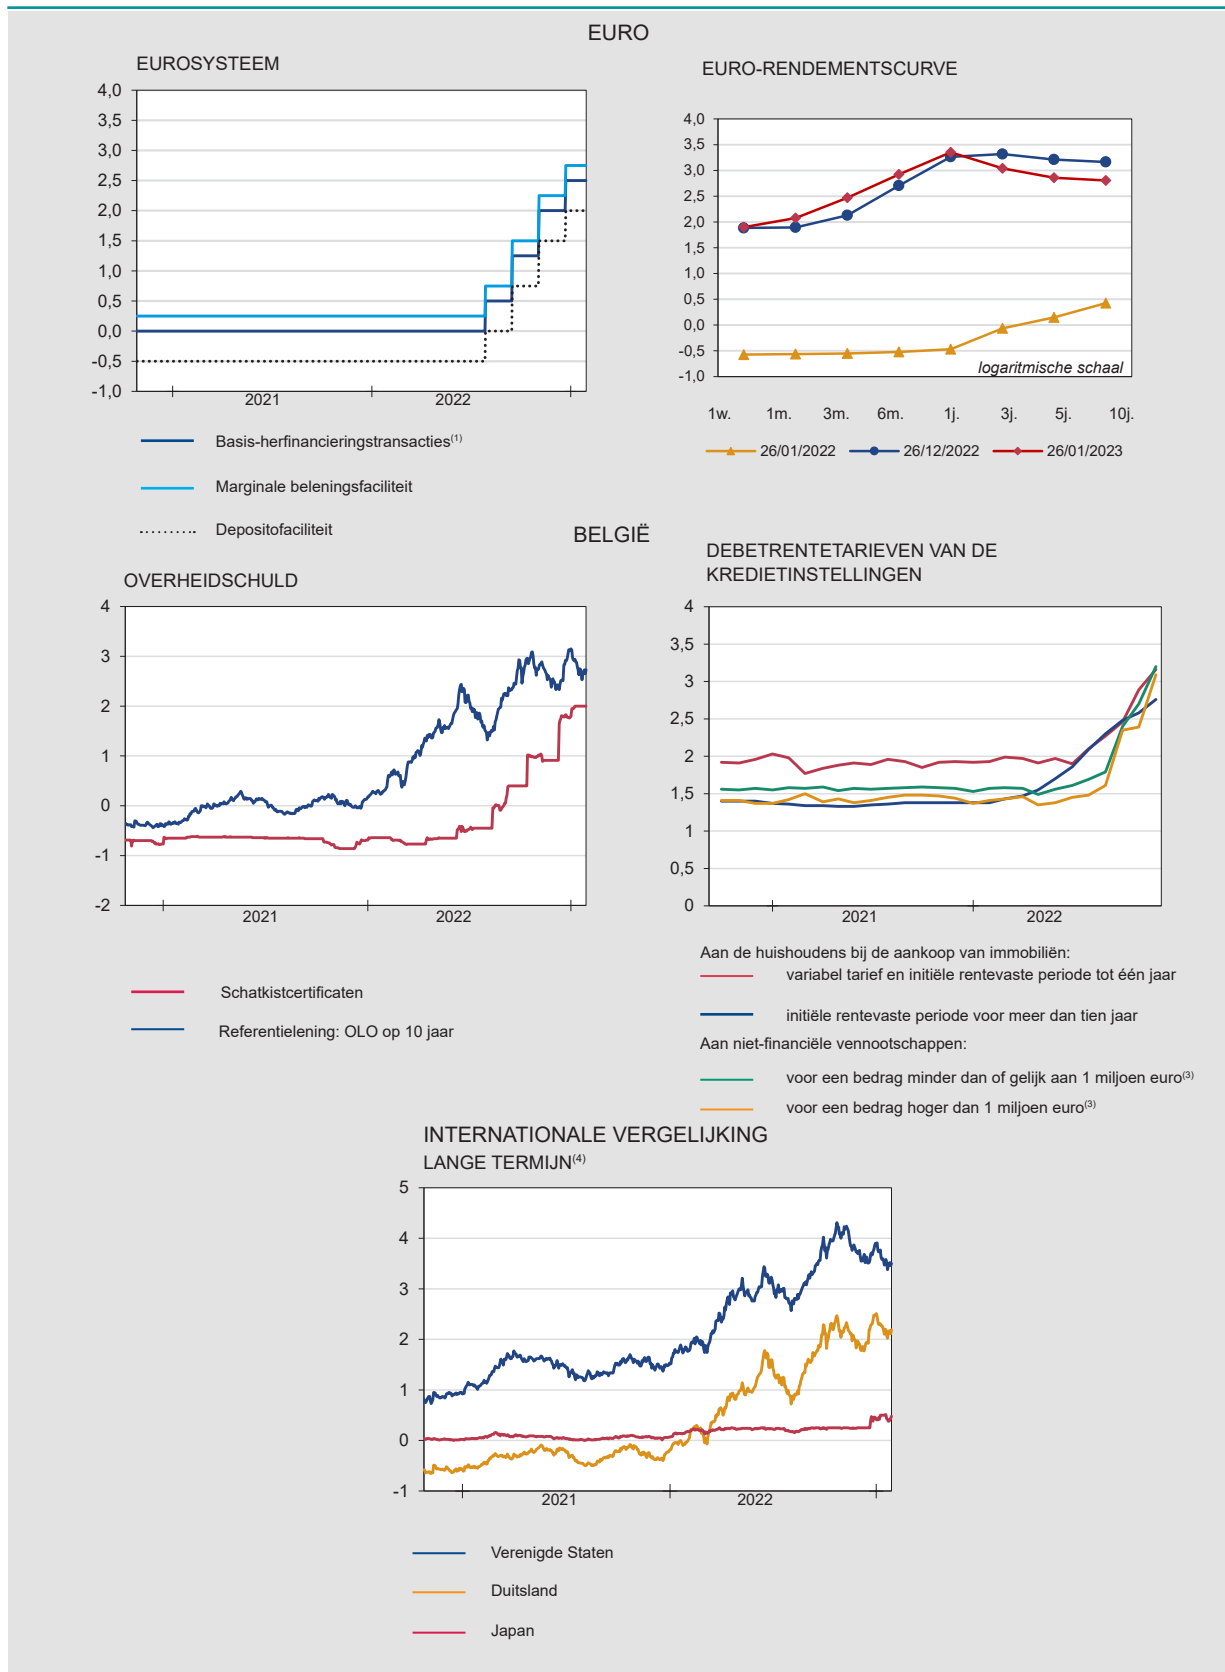 EURO
EUROSYSTEEM
4,0
3,5
3,0
2,5
2,0
1,5
1,0
0,5
0,0
-0,5
-1,0
2021
2022
Basis-herfinancieringstransacties(1)
Marginale beleningsfaciliteit
Depositofaciliteit
EURO-RENDEMENTSCURVE
4,0
3,5
3,0
2,5
2,0
1,5
1,0
0,5
0,0
-0,5
-1,0
logaritmische schaal
1w. 1m. 3m. 6m. 1j. 3j. 5j. 10j.
26/01/2022 26/12/2022 26/01/2023
BELGIË
OVERHEIDSCHULD
4
3
2
1
0
-1
-2
2021
2022
Schatkistcertificaten
Referentielening: OLO op 10 jaar
DEBETRENTETARIEVEN VAN DE
KREDIETINSTELLINGEN
4
3,5
3
2,5
2
1,5
1
0,5
0
2021
2022
Aan de huishoudens bij de aankoop van immobiliën:
variabel tarief en initiële rentevaste periode tot één jaar
initiële rentevaste periode voor meer dan tien jaar
Aan niet-financiële vennootschappen:
voor een bedrag minder dan of gelijk aan 1 miljoen euro(3)
voor een bedrag hoger dan 1 miljoen euro(3)
INTERNATIONALE VERGELIJKING
LANGE TERMIJN(4)
5
4
3
2
1
0
-1
2021
2022
Verenigde Staten
Duitsland
Japan